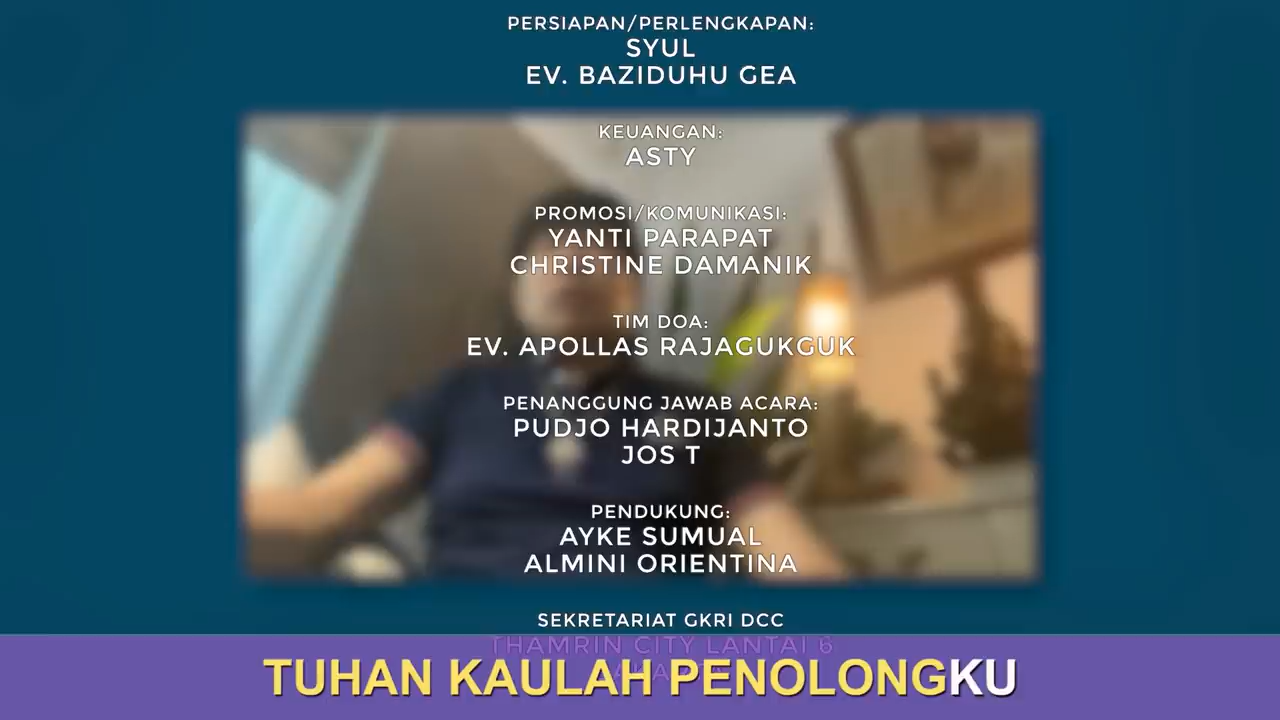 PERSIAPAN/PERLENGKAPAN:
SYUL
EV. BAZIDUHU GEA
KEUANGAN:
ASTY
PROMOSI/KOMUNIKASI:
YANTI PARAPAT
CHRISTINE DAMANIK
TIM DOA:
EV. APOLLAS RAJAGUKGUK
PENANGGUNG JAWAB ACARA:
PUDJO HARDIJANTO
JOS T
PENDUKUNG:
AYKE SUMUAL
ALMINI ORIENTINA
SEKRETARIAT GKRI DCC
THAMRIN CITY LANTAI 6
TUHAN KAULAH PENOLONGKU